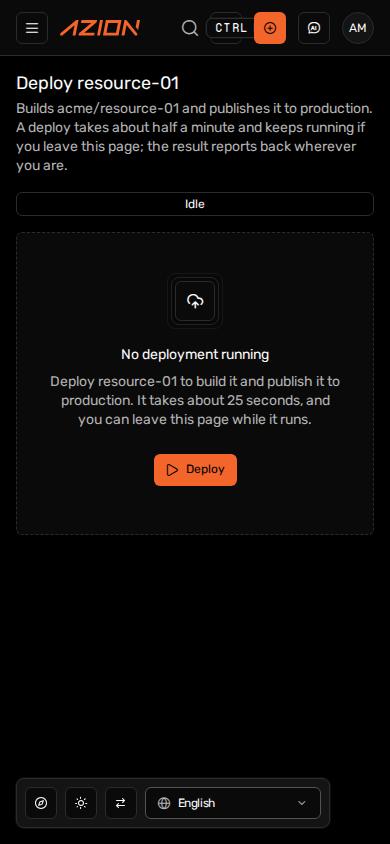 AZION
CTRL
AI
AM
Deploy resource-01
Builds acme/resource-01 and publishes it to production.
A deploy takes about half a minute and keeps running if
you leave this page; the result reports back wherever
you are.
Idle
No deployment running
Deploy resource-01 to build it and publish it to
production. It takes about 25 seconds, and
you can leave this page while it runs.
Deploy
English